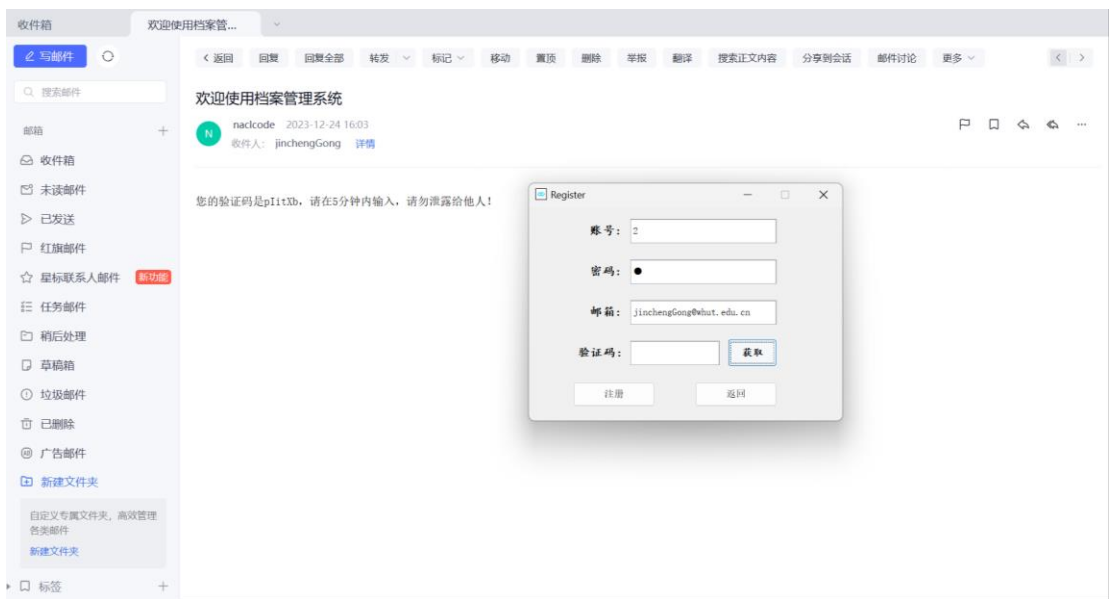 收件箱
欢迎使用档案管...
写邮件
返回 回复 回复全部 转发 标记 移动 置顶 删除 举报 翻译 搜索正文内容 分享到会话 邮件讨论 更多
搜索邮件
欢迎使用档案管理系统
N
naclcode 2023-12-24 16:03
收件人: jinchengGong 详情
邮箱
收件箱
未读邮件
已发送
红旗邮件
星标联系人邮件 新功能
任务邮件
稍后处理
草稿箱
垃圾邮件
已删除
广告邮件
新建文件夹
自定义专属文件夹，高效管理
各类邮件
新建文件夹
标签
您的验证码是pIitXb，请在5分钟内输入，请勿泄露给他人！
Register
账号： 2
密码： ●
邮箱： jinchengGong@whut.edu.cn
验证码： 获取
注册 返回